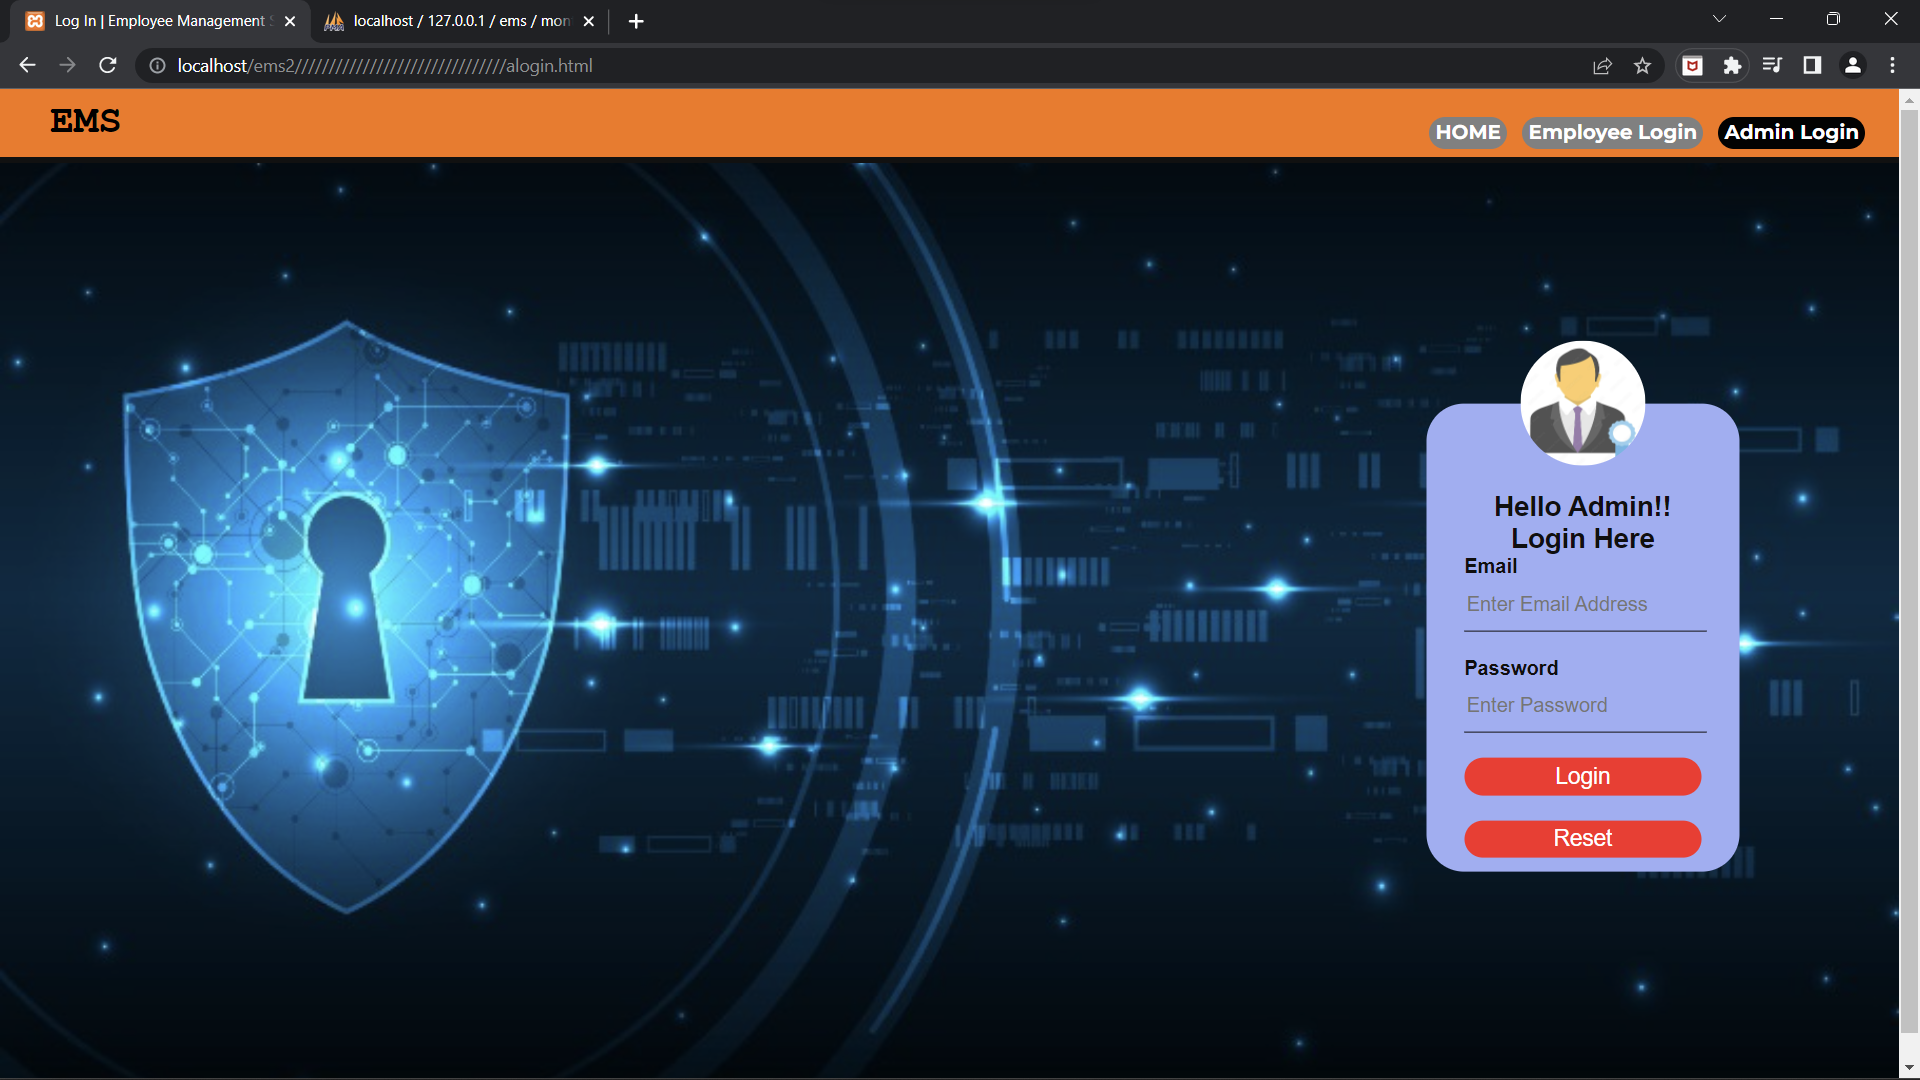 Log In | Employee Management
localhost / 127.0.0.1 / ems / mon
localhost/ems2///////////////////////////////alogin.html
EMS
HOME Employee Login Admin Login
Hello Admin!!
Login Here
Email
Enter Email Address
Password
Enter Password
Login
Reset